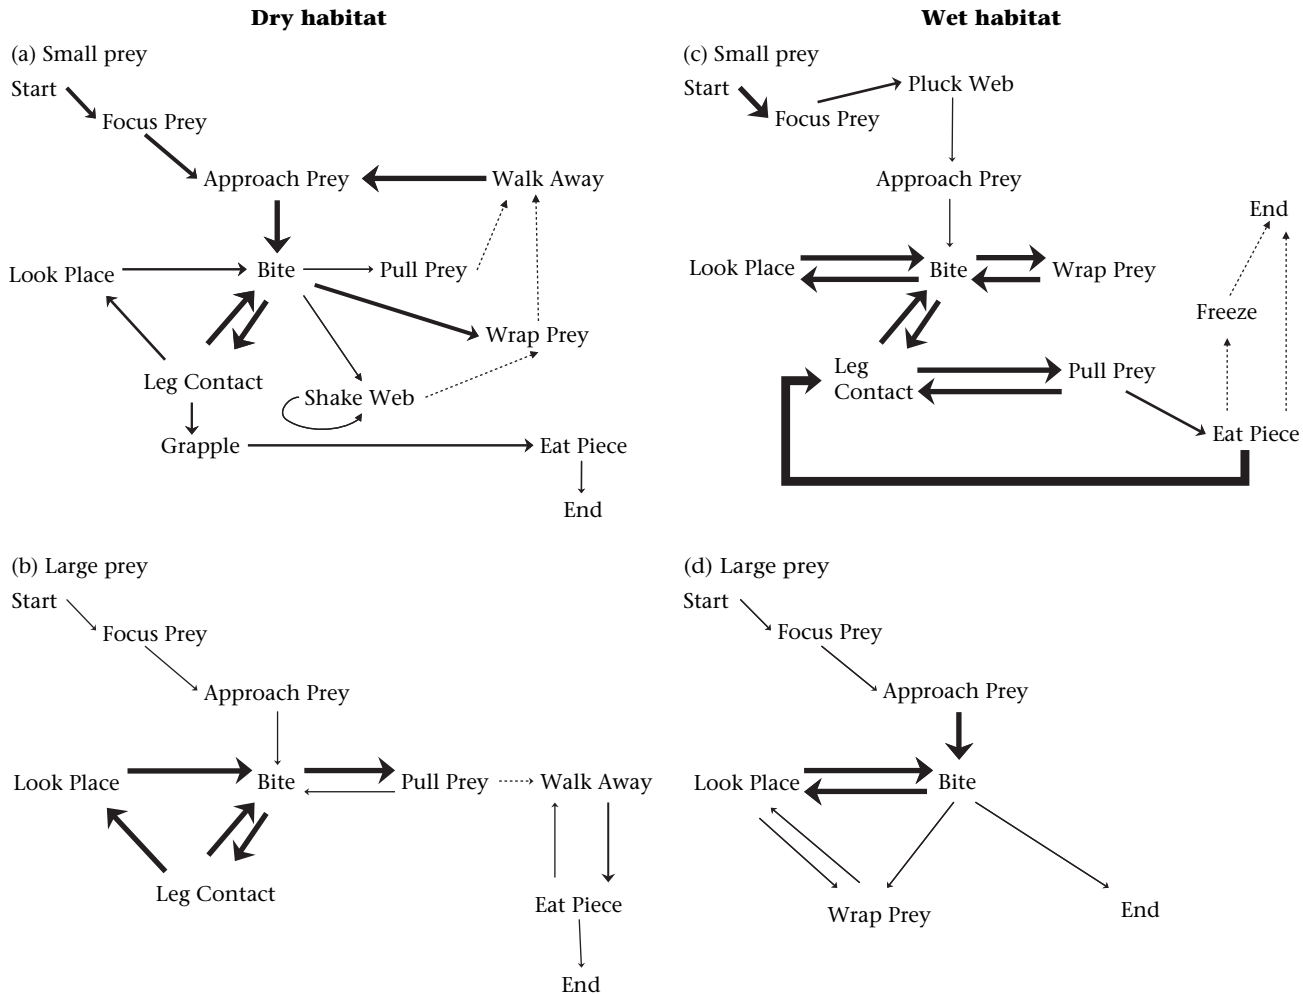 Dry habitat
(a) Small prey
Start
Focus Prey
Approach Prey
Walk Away
Look Place
Bite
Pull Prey
Wrap Prey
Leg Contact
Shake Web
Grapple
Eat Piece
End
(b) Large prey
Start
Focus Prey
Approach Prey
Look Place
Bite
Pull Prey
Walk Away
Leg Contact
Eat Piece
End
Wet habitat
(c) Small prey
Start
Pluck Web
Focus Prey
Approach Prey
End
Look Place
Bite
Wrap Prey
Freeze
Leg
Contact
Pull Prey
Eat Piece
(d) Large prey
Start
Focus Prey
Approach Prey
Look Place
Bite
Wrap Prey
End